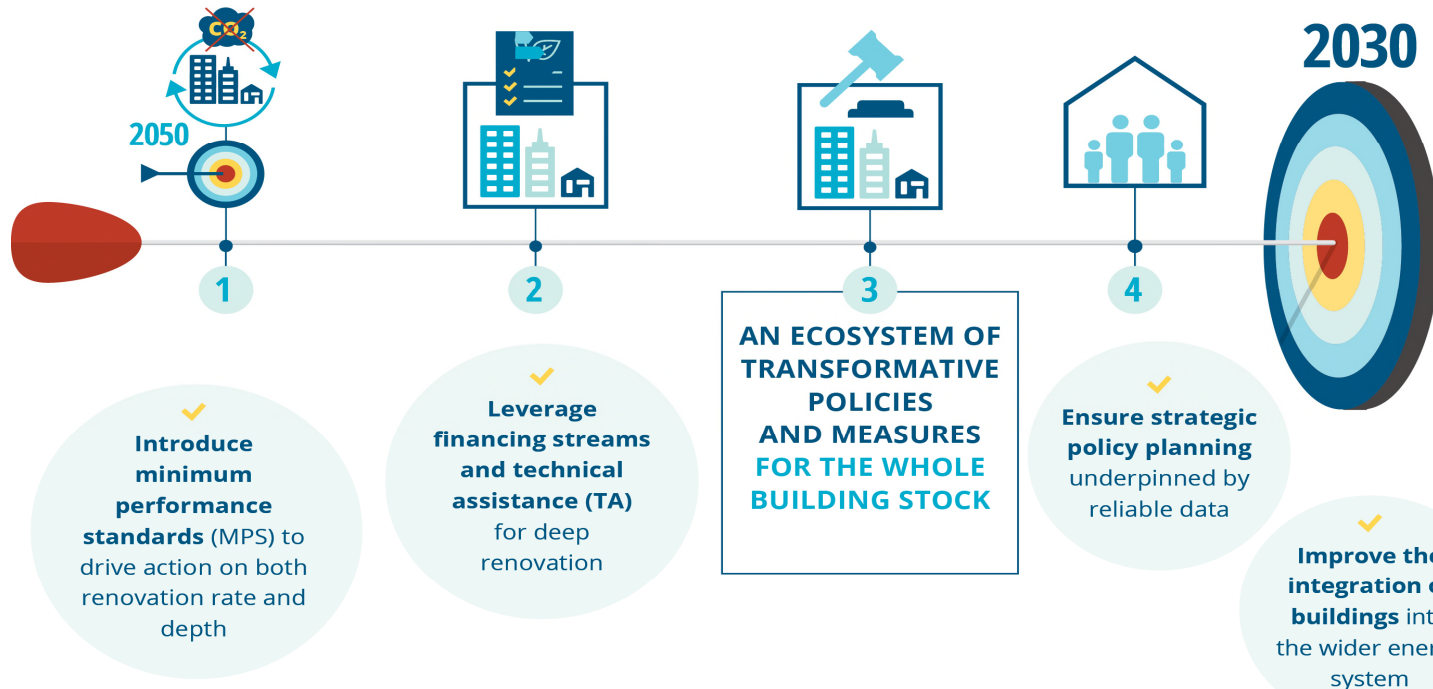 2030
CO2
2050
1
2
3
4
Introduce
minimum
performance
standards (MPS) to
drive action on both
renovation rate and
depth
Leverage
financing streams
and technical
assistance (TA)
for deep
renovation
AN ECOSYSTEM OF
TRANSFORMATIVE
POLICIES
AND MEASURES
FOR THE WHOLE
BUILDING STOCK
Ensure strategic
policy planning
underpinned by
reliable data
Improve the
integration
buildings int
the wider ener
system